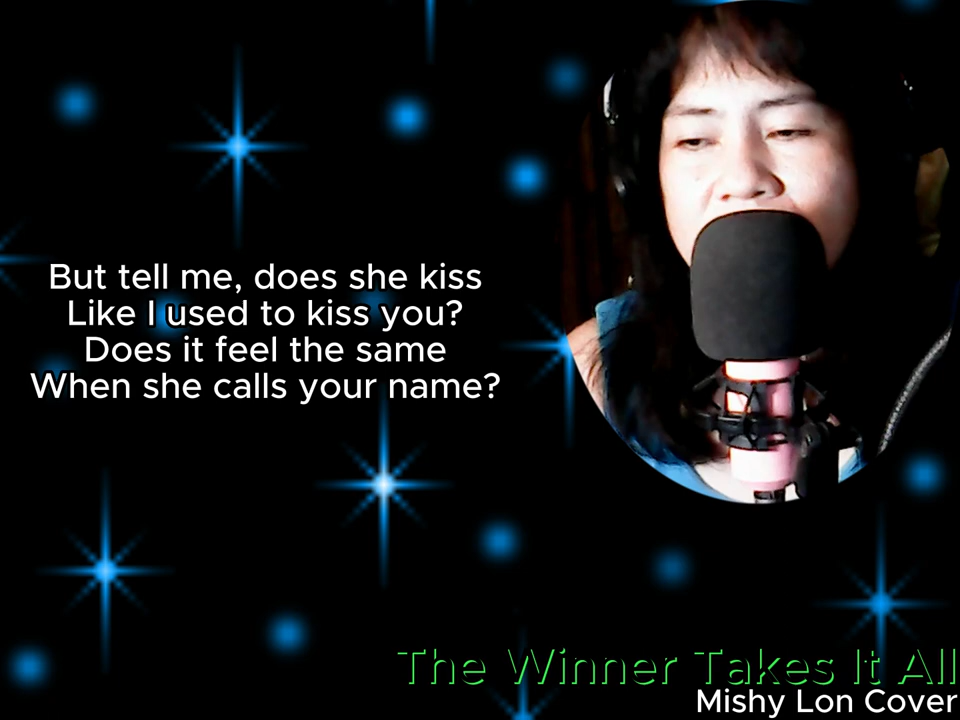 But tell me, does she kiss
Like I used to kiss you?
Does it feel the same
When she calls your name?
The Winner Takes It All
Mishy Lon Cover